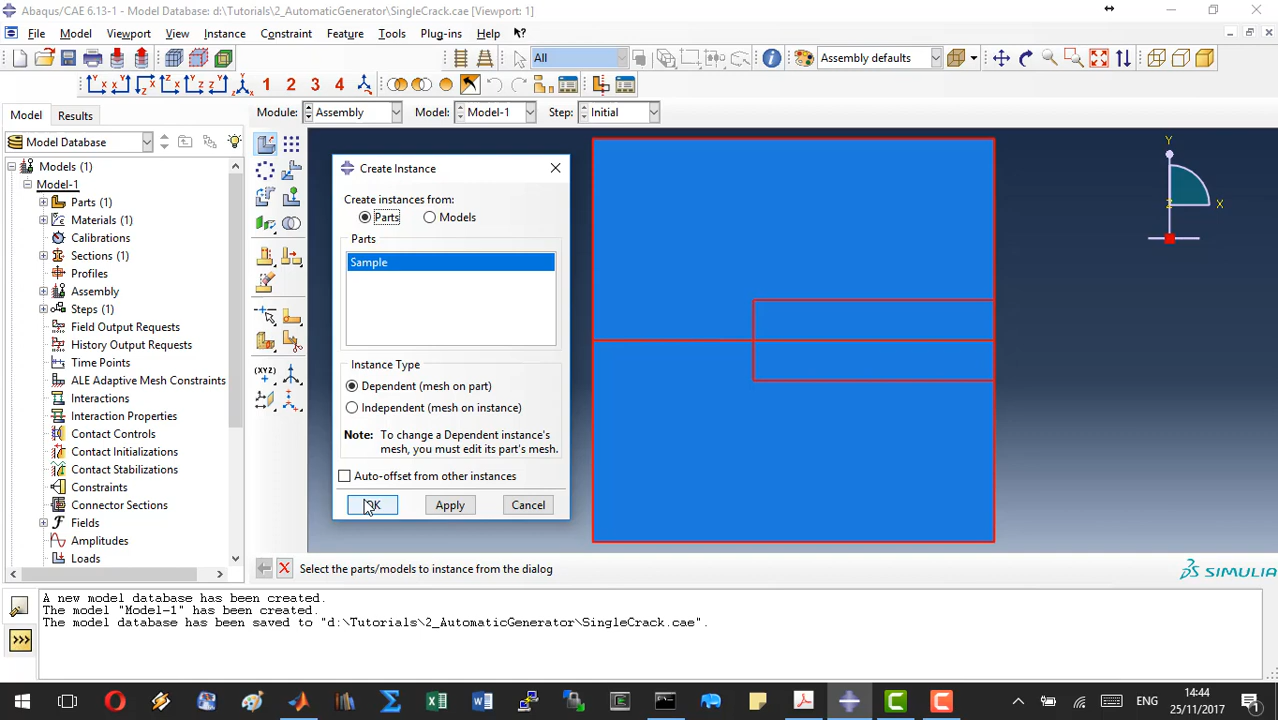 Abaqus/CAE 6.13-1 - Model Database: d:\Tutorials\2_AutomaticGenerator\SingleCrack.cae [Viewport: 1]
File Model Viewport View Instance Constraint Feature Tools Plug-ins Help
All
Assembly defaults
1 2 3 4
Model Results
Module: Assembly Model: Model-1 Step: Initial
Model Database
Models (1)
Model-1
Parts (1)
Materials (1)
Calibrations
Sections (1)
Profiles
Assembly
Steps (1)
Field Output Requests
History Output Requests
Time Points
ALE Adaptive Mesh Constraints
Interactions
Interaction Properties
Contact Controls
Contact Initializations
Contact Stabilizations
Constraints
Connector Sections
Fields
Amplitudes
Loads
Create Instance
Create instances from:
Parts Models
Parts
Sample
Instance Type
Dependent (mesh on part)
Independent (mesh on instance)
Note: To change a Dependent instance's
mesh, you must edit its part's mesh.
Auto-offset from other instances
OK Apply Cancel
Y
Z X
Select the parts/models to instance from the dialog
SIMULIA
A new model database has been created.
The model "Model-1" has been created.
The model database has been saved to "d:\Tutorials\2_AutomaticGenerator\SingleCrack.cae".
ENG
14:44
25/11/2017